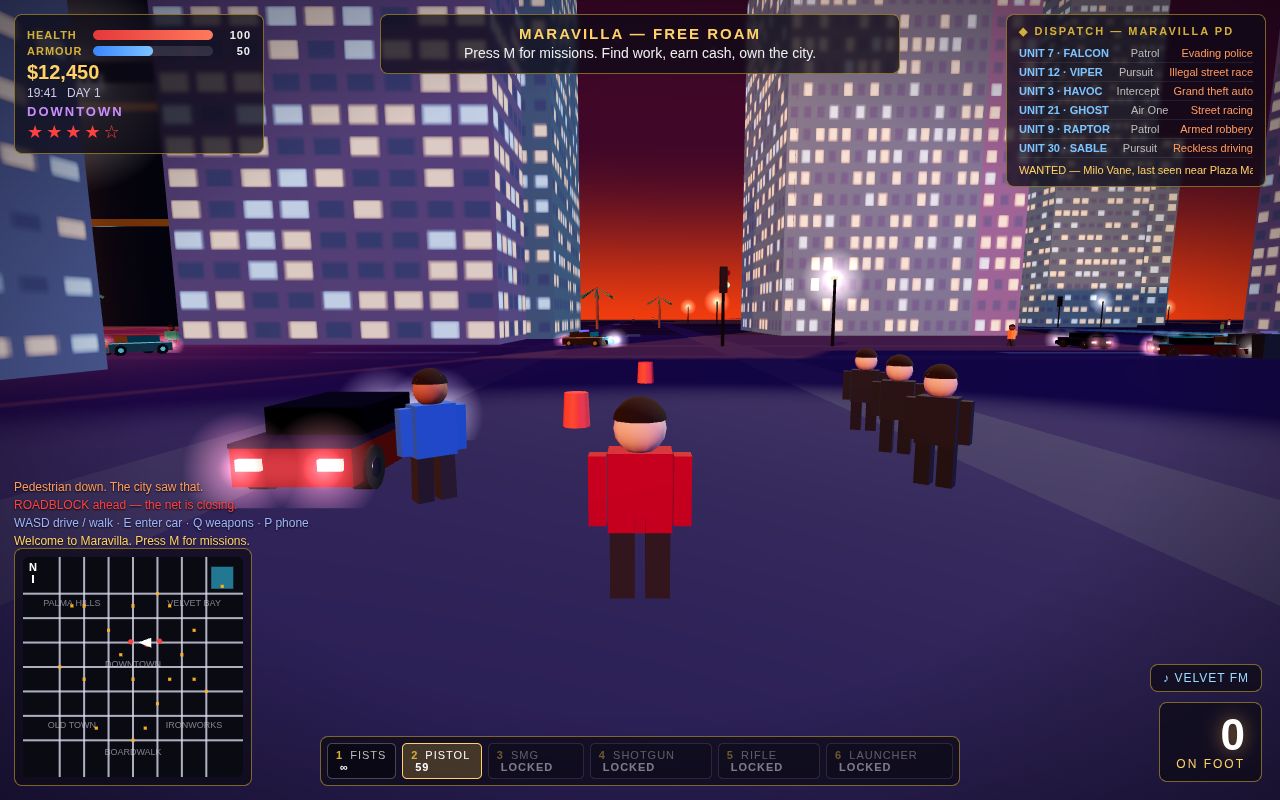 HEALTH 100
ARMOUR 50
$12,450
19:41 DAY 1
DOWNTOWN
★★★★☆
MARAVILLA — FREE ROAM
Press M for missions. Find work, earn cash, own the city.
◆ DISPATCH — MARAVILLA PD
UNIT 7 · FALCON Patrol Evading police
UNIT 12 · VIPER Pursuit Illegal street race
UNIT 3 · HAVOC Intercept Grand theft auto
UNIT 21 · GHOST Air One Street racing
UNIT 9 · RAPTOR Patrol Armed robbery
UNIT 30 · SABLE Pursuit Reckless driving
WANTED — Milo Vane, last seen near Plaza
Pedestrian down. The city saw that.
ROADBLOCK ahead — the net is closing.
WASD drive / walk · E enter car · Q weapons · P phone
Welcome to Maravilla. Press M for missions.
N
PALMA HILLS VELVET BAY
DOWNTOWN
OLD TOWN IRONWORKS
BOARDWALK
1 FISTS
∞
2 PISTOL
59
3 SMG
LOCKED
4 SHOTGUN
LOCKED
5 RIFLE
LOCKED
6 LAUNCHER
LOCKED
♪ VELVET FM
0
ON FOOT